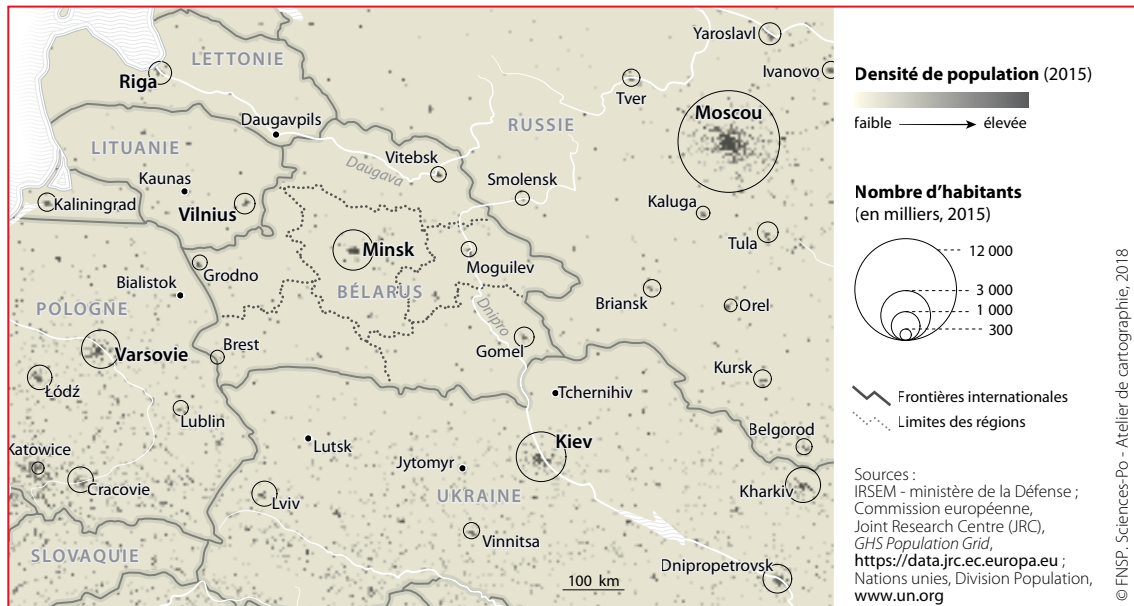 LETTONIE
Riga
Daugavpils
LITUANIE
Kaunas
Kaliningrad
Vilnius
Daugava
Vitebsk
RUSSIE
Smolensk
Tver
Yaroslavl
Ivanovo
Moscou
Kaluga
Tula
Minsk
Moguilev
BÉLARUS
Grodno
Bialistok
POLOGNE
Varsovie
Brest
Dnipro
Gomel
Briansk
Orel
Kursk
Łódź
Lublin
Tchernihiv
Belgorod
Katowice
Cracovie
Lutsk
Jytomyr
Kiev
Kharkiv
Lviv
UKRAINE
Vinnitsa
SLOVAQUIE
100 km
Dnipropetrovsk
Densité de population (2015)
faible élevée
Nombre d'habitants
(en milliers, 2015)
12 000
3 000
1 000
300
Frontières internationales
Limites des régions
Sources :
IRSEM - ministère de la Défense ;
Commission européenne,
Joint Research Centre (JRC),
GHS Population Grid,
https://data.jrc.ec.europa.eu ;
Nations unies, Division Population,
www.un.org
© FNSP. Sciences-Po - Atelier de cartographie, 2018